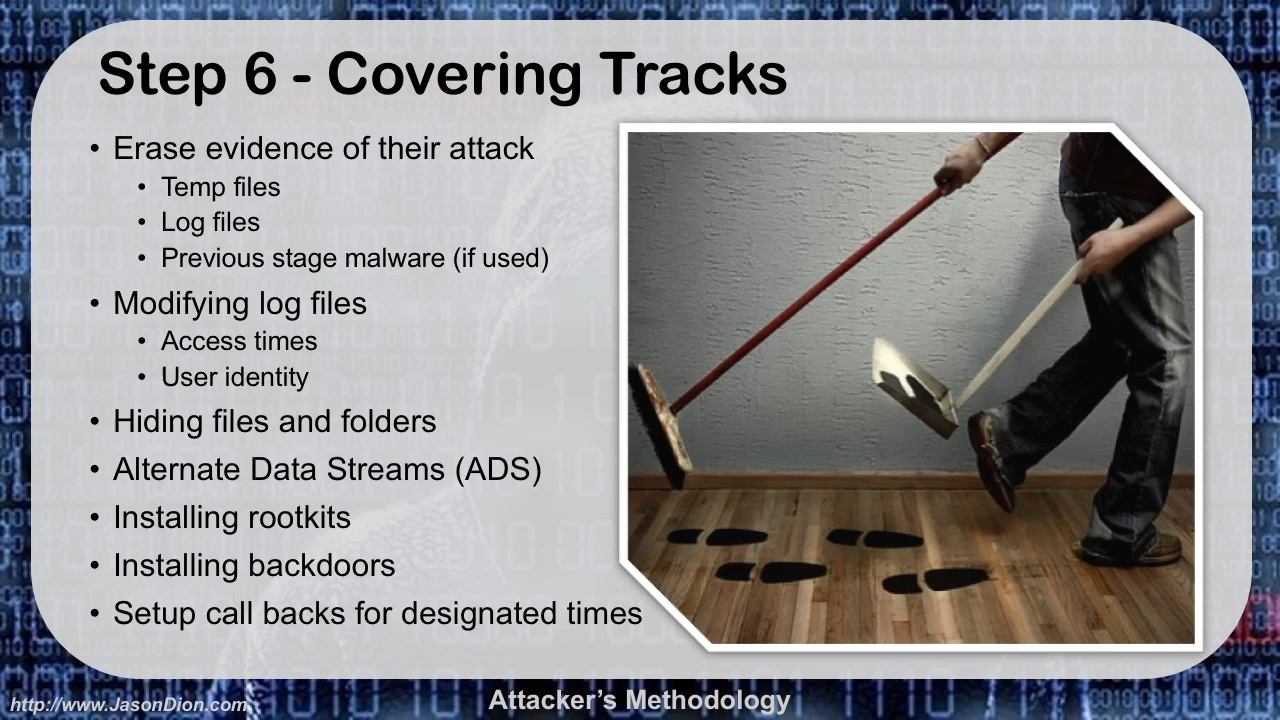 Step 6 - Covering Tracks
• Erase evidence of their attack
• Temp files
• Log files
• Previous stage malware (if used)
• Modifying log files
• Access times
• User identity
• Hiding files and folders
• Alternate Data Streams (ADS)
• Installing rootkits
• Installing backdoors
• Setup call backs for designated times
http://www.JasonDion.com
Attacker’s Methodology